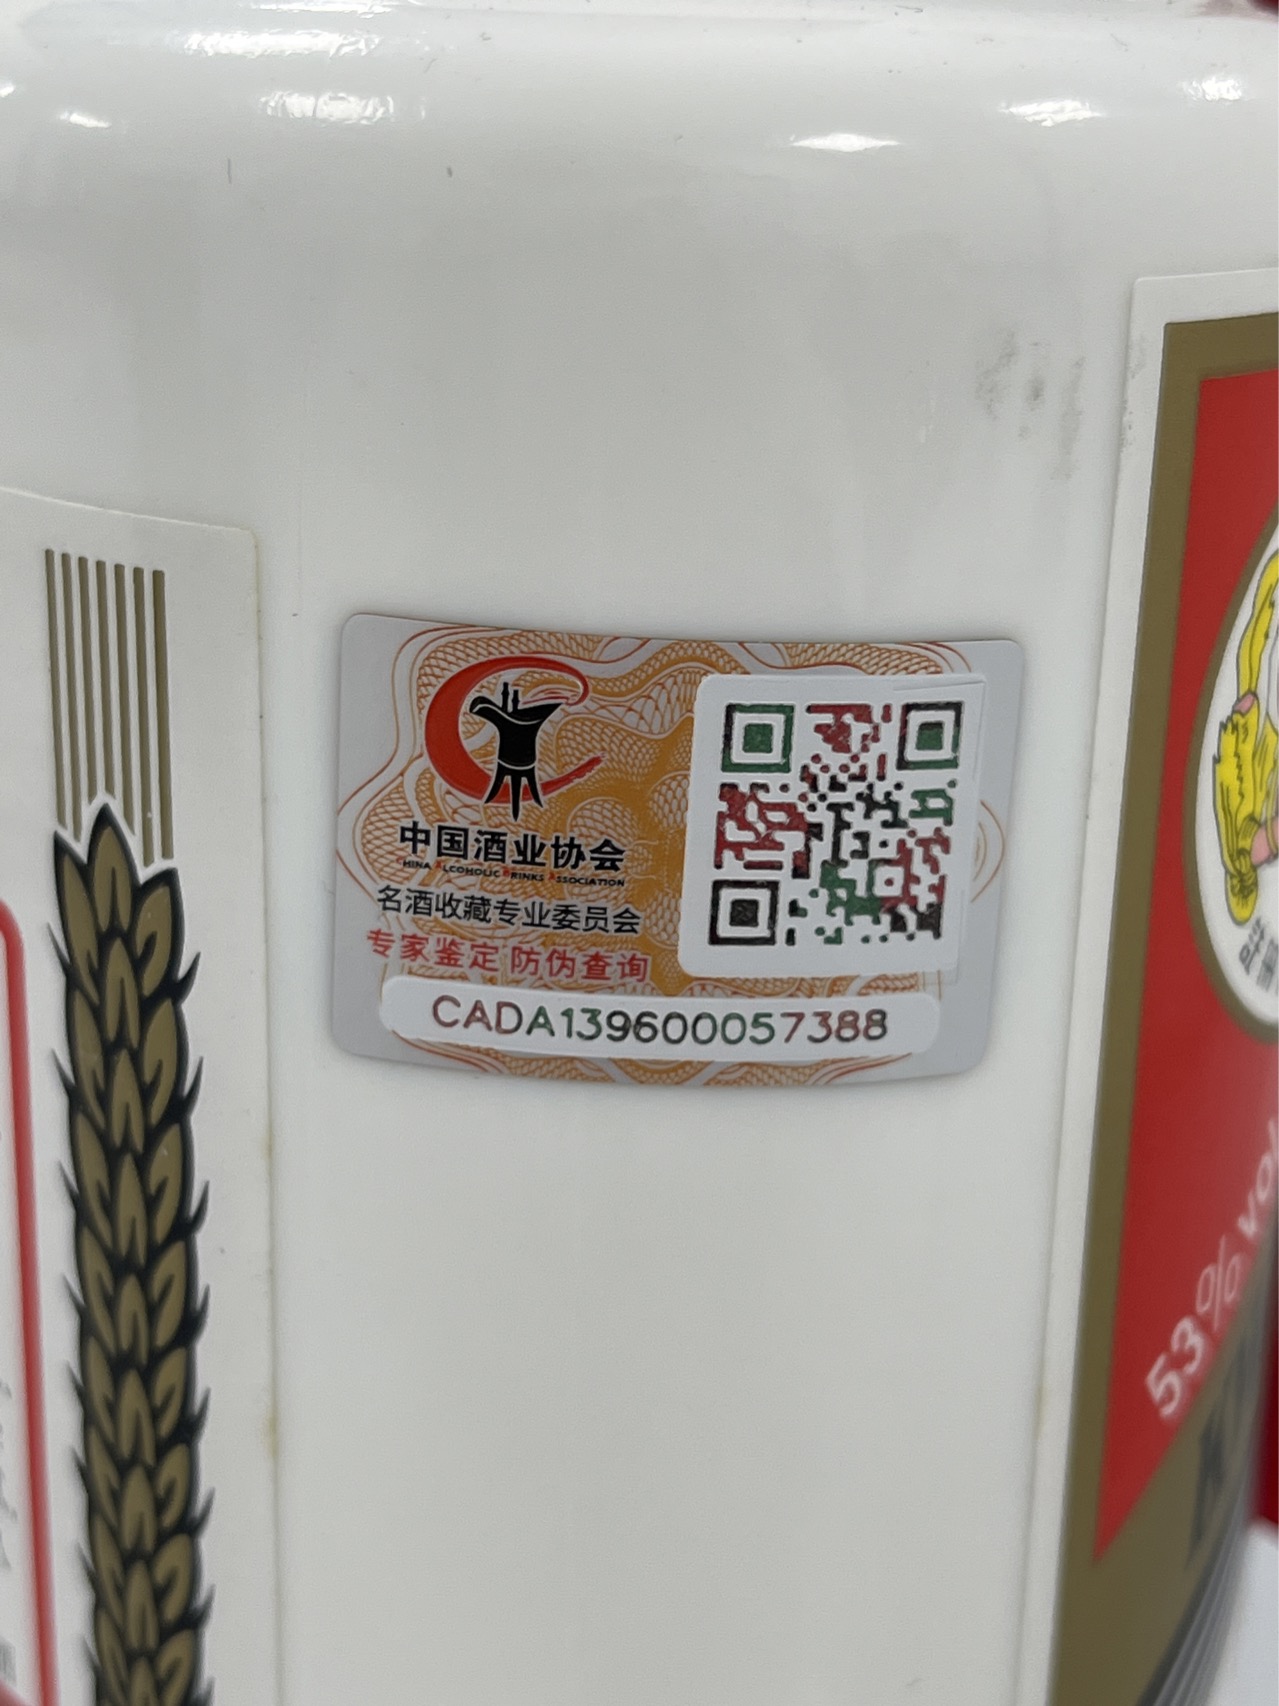 中国酒业协会
CHINA ALCOHOLIC DRINKS ASSOCIATION
名酒收藏专业委员会
专家鉴定 防伪查询
CADA139600057388
53% vol